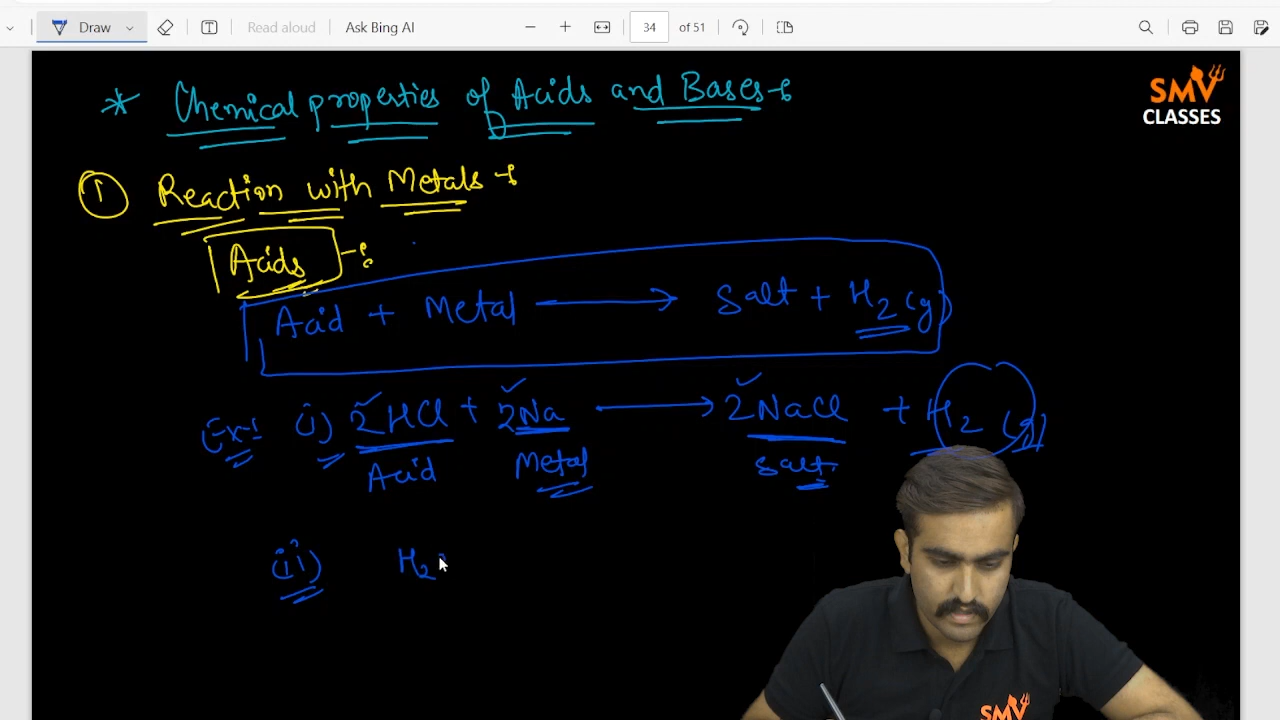 Draw
Read aloud
Ask Bing AI
34 of 51
* Chemical properties of Acids and Bases :-
SMV
CLASSES
① Reaction with Metals :-
Acids :-
Acid + Metal ⟶ Salt + H₂(g)
Ex:- (i) 2HCl + 2Na ⟶ 2NaCl + H₂(g)
Acid Metal Salt
(ii) H₂
SMV